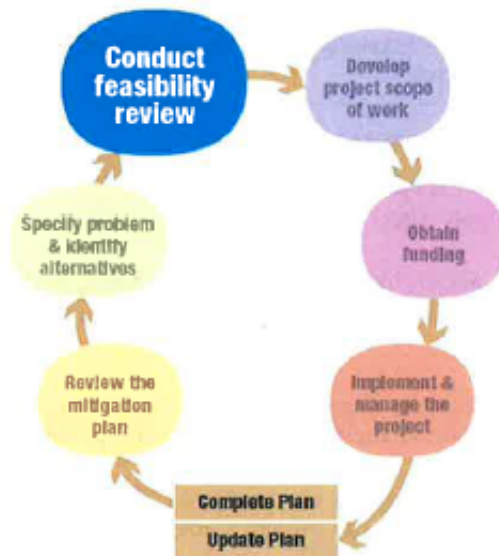 Conduct
feasibility
review
Develop
project scope
of work
Specify problem
& identify
alternatives
Obtain
funding
Review the
mitigation
plan
Implement &
manage the
project
Complete Plan
Update Plan